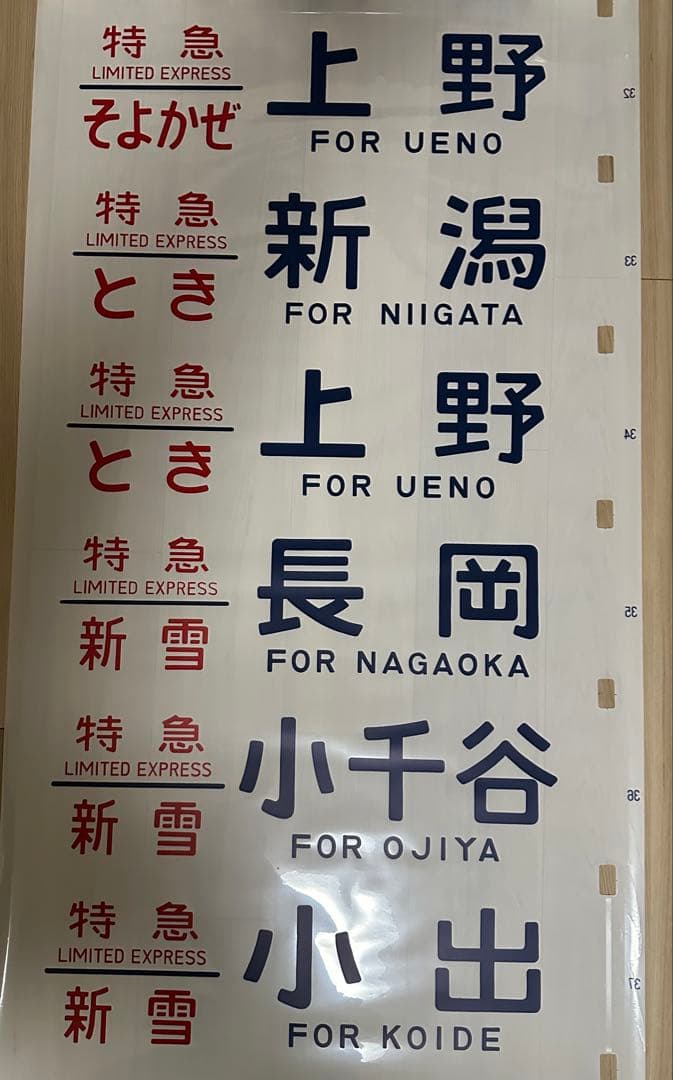 特急
LIMITED EXPRESS
そよかぜ
上野
FOR UENO
32
特急
LIMITED EXPRESS
とき
新潟
FOR NIIGATA
33
特急
LIMITED EXPRESS
とき
上野
FOR UENO
34
特急
LIMITED EXPRESS
新雪
長岡
FOR NAGAOKA
35
特急
LIMITED EXPRESS
新雪
小千谷
FOR OJIYA
36
特急
LIMITED EXPRESS
新雪
小出
FOR KOIDE
37